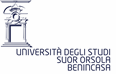 UNIVERSITÀ DEGLI STUDI
SUOR ORSOLA
BENINCASA